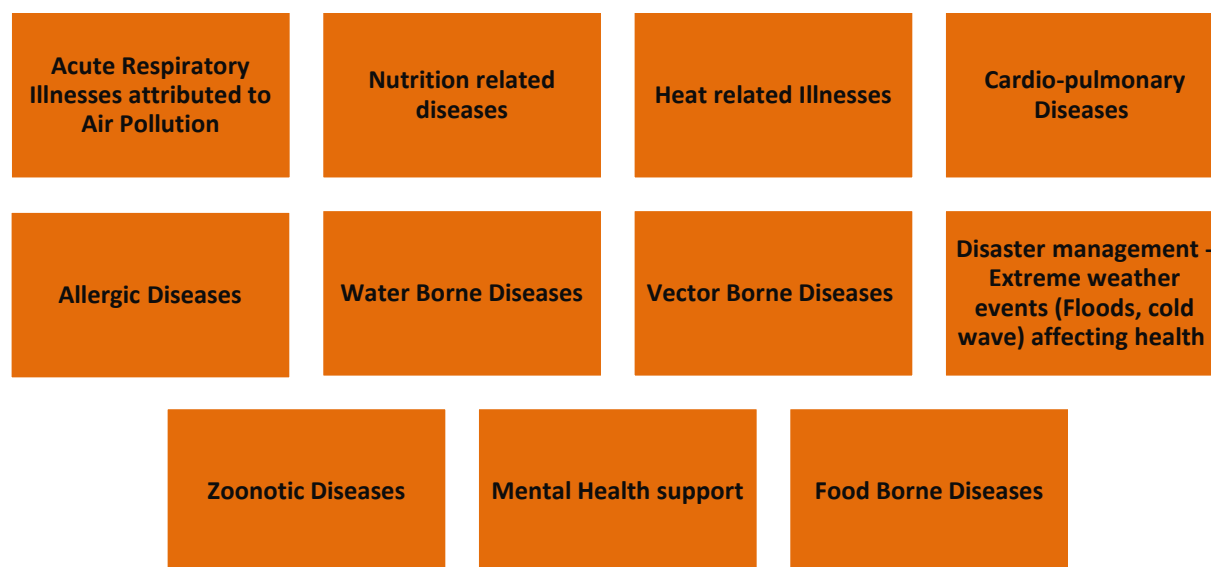 Acute Respiratory
Illnesses attributed to
Air Pollution
Nutrition related
diseases
Heat related Illnesses
Cardio-pulmonary
Diseases
Allergic Diseases
Water Borne Diseases
Vector Borne Diseases
Disaster management -
Extreme weather
events (Floods, cold
wave) affecting health
Zoonotic Diseases
Mental Health support
Food Borne Diseases